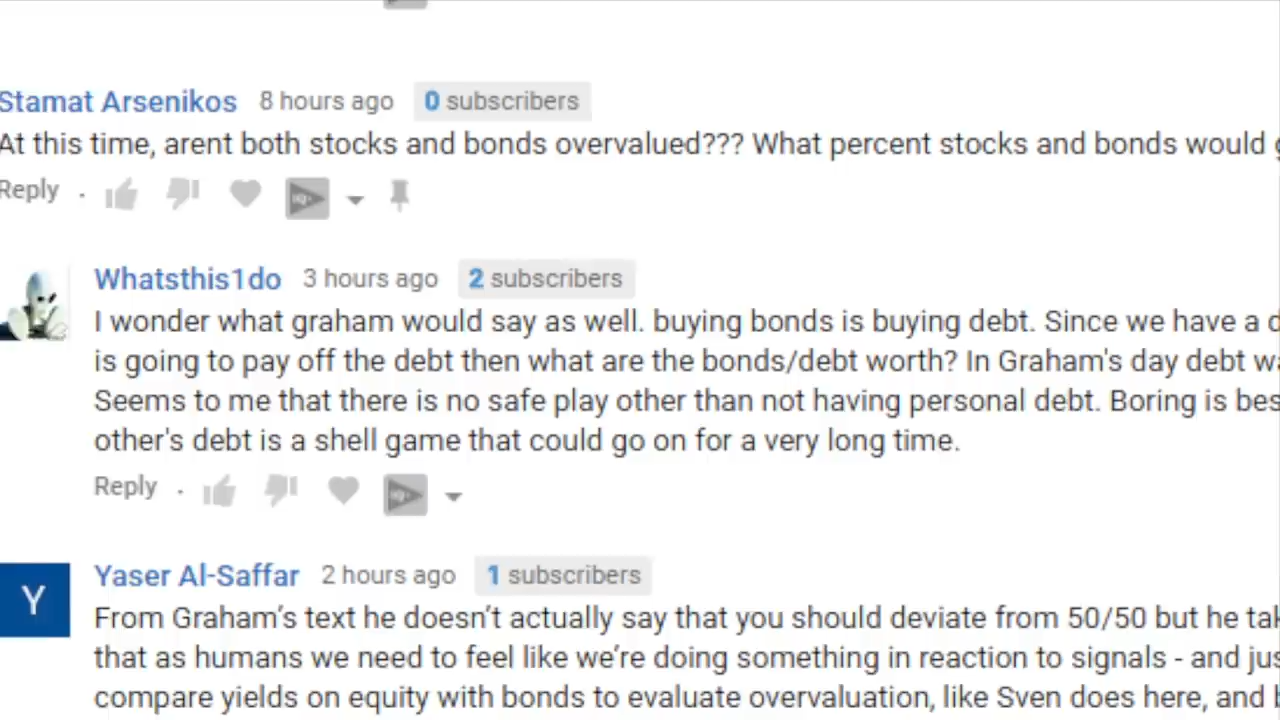 Stamat Arsenikos 8 hours ago 0 subscribers
At this time, arent both stocks and bonds overvalued??? What percent stocks and bonds would
Reply .
Whatsthis1do 3 hours ago 2 subscribers
I wonder what graham would say as well. buying bonds is buying debt. Since we have a
is going to pay off the debt then what are the bonds/debt worth? In Graham's day debt
Seems to me that there is no safe play other than not having personal debt. Boring is
other's debt is a shell game that could go on for a very long time.
Reply .
Y
Yaser Al-Saffar 2 hours ago 1 subscribers
From Graham’s text he doesn’t actually say that you should deviate from 50/50 but he
that as humans we need to feel like we’re doing something in reaction to signals - and
compare yields on equity with bonds to evaluate overvaluation, like Sven does here, and